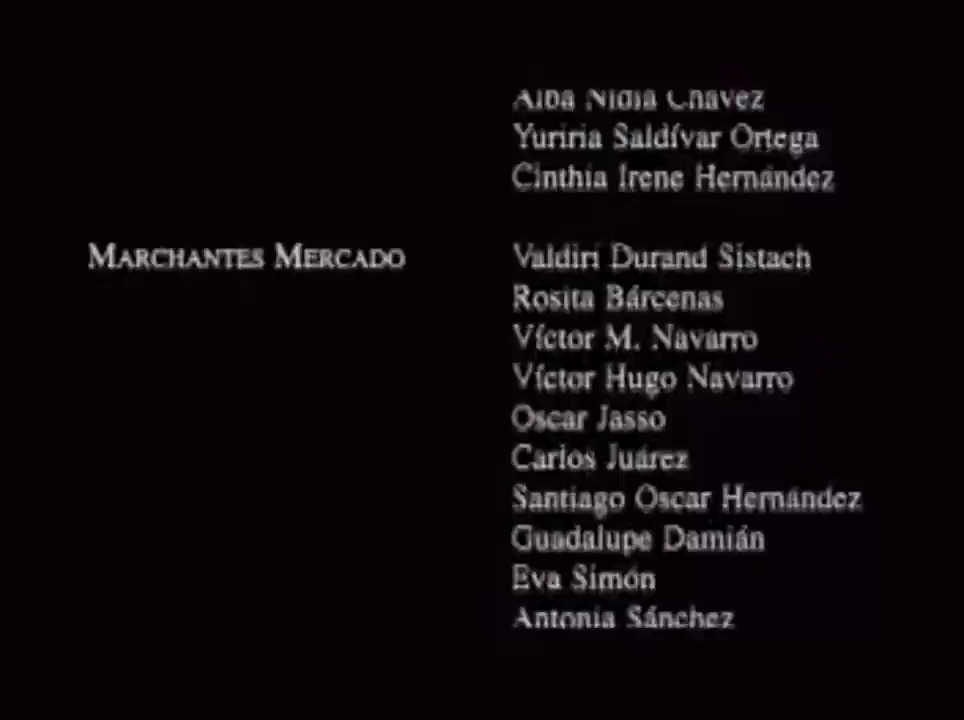 Alba Nidia Chavez
Yuriria Saldívar Ortega
Cinthia Irene Hernández
MARCHANTES MERCADO Valdiri Durand Sistach
Rosita Bárcenas
Víctor M. Navarro
Víctor Hugo Navarro
Oscar Jasso
Carlos Juárez
Santiago Oscar Hernández
Guadalupe Damián
Eva Simón
Antonia Sánchez